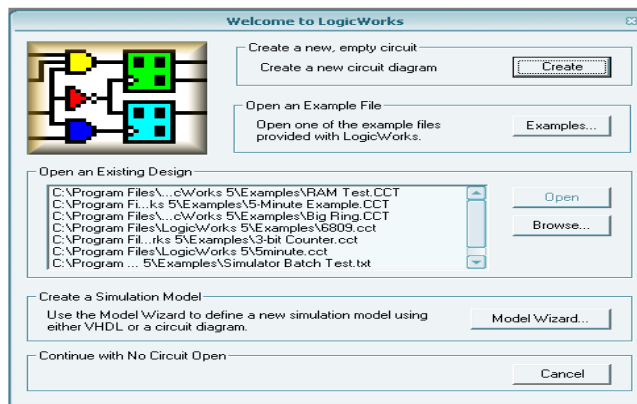 Welcome to LogicWorks
Create a new, empty circuit
Create a new circuit diagram
Create
Open an Example File
Open one of the example files
provided with LogicWorks.
Examples...
Open an Existing Design
C:\Program Files\...cWorks 5\Examples\RAM Test.CCT
C:\Program Fi...ks 5\Examples\5-Minute Example.CCT
C:\Program Files\...cWorks 5\Examples\Big Ring.CCT
C:\Program Files\LogicWorks 5\Examples\6809.cct
C:\Program Fil...rks 5\Examples\3-bit Counter.cct
C:\Program Files\LogicWorks 5\5minute.cct
C:\Program ... 5\Examples\Simulator Batch Test.txt
Open
Browse...
Create a Simulation Model
Use the Model Wizard to define a new simulation model using
either VHDL or a circuit diagram.
Model Wizard...
Continue with No Circuit Open
Cancel